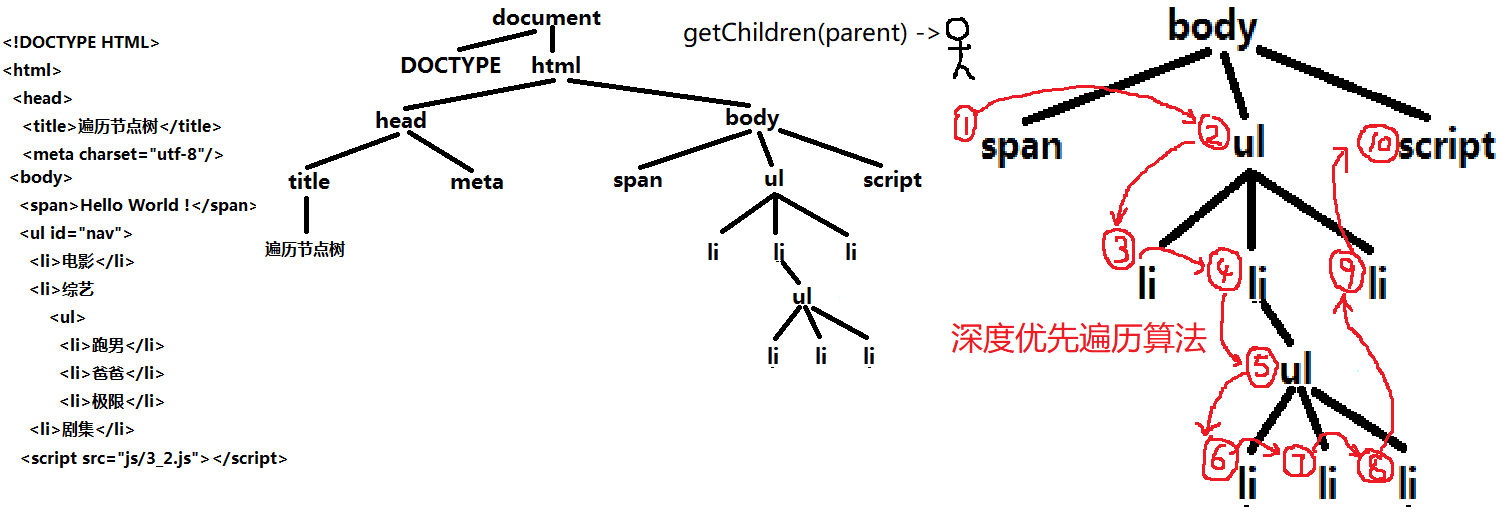 <!DOCTYPE HTML>
<html>
<head>
<title>遍历节点树</title>
<meta charset="utf-8"/>
<body>
<span>Hello World !</span>
<ul id="nav">
<li>电影</li>
<li>综艺
<ul>
<li>跑男</li>
<li>爸爸</li>
<li>极限</li>
<li>剧集</li>
<script src="js/3_2.js"></script>
document
DOCTYPE html
head body
title meta span ul script
遍历节点树 li li li
ul
li li li
getChildren(parent) ->
body
1 span 2 ul 10 script
3 li 4 li 9 li
深度优先遍历算法
5 ul
6 li 7 li 8 li